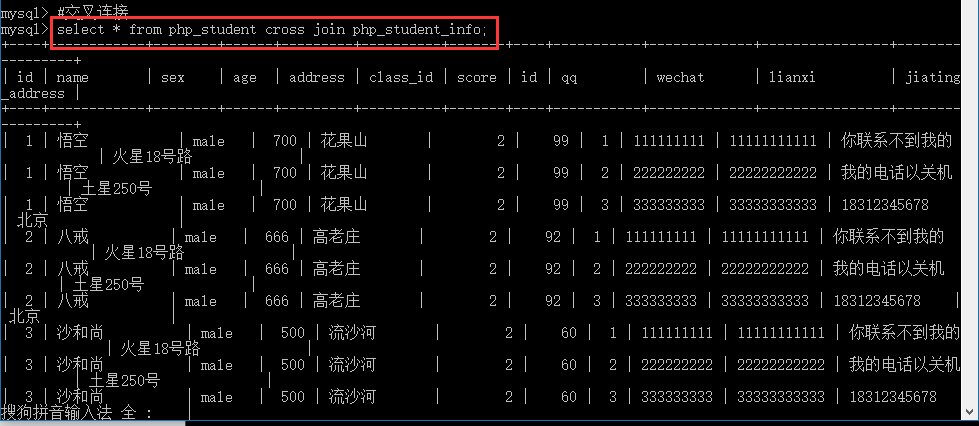 mysql> #交叉连接
mysql> select * from php_student cross join php_student_info;
+----+-----------+------+------+---------+----------+-------+----+-----------+-------------+---------------+--------
---------+
| id | name | sex | age | address | class_id | score | id | qq | wechat | lianxi | jiating
_address |
+----+-----------+------+------+---------+----------+-------+----+-----------+-------------+---------------+--------
---------+
| 1 | 悟空 | male | 700 | 花果山 | 2 | 99 | 1 | 111111111 | 11111111111 | 你联系不到我的
| 火星18号路 |
| 1 | 悟空 | male | 700 | 花果山 | 2 | 99 | 2 | 222222222 | 22222222222 | 我的电话以关机
| 土星250号 |
| 1 | 悟空 | male | 700 | 花果山 | 2 | 99 | 3 | 333333333 | 33333333333 | 18312345678
北京 |
| 2 | 八戒 | male | 666 | 高老庄 | 2 | 92 | 1 | 111111111 | 11111111111 | 你联系不到我的
| 火星18号路 |
| 2 | 八戒 | male | 666 | 高老庄 | 2 | 92 | 2 | 222222222 | 22222222222 | 我的电话以关机
| 土星250号 |
| 2 | 八戒 | male | 666 | 高老庄 | 2 | 92 | 3 | 333333333 | 33333333333 | 18312345678 |
北京 |
| 3 | 沙和尚 | male | 500 | 流沙河 | 2 | 60 | 1 | 111111111 | 11111111111 | 你联系不到我的
| 火星18号路 |
| 3 | 沙和尚 | male | 500 | 流沙河 | 2 | 60 | 2 | 222222222 | 22222222222 | 我的电话以关机
| 土星250号 |
| 3 | 沙和尚 | male | 500 | 流沙河 | 2 | 60 | 3 | 333333333 | 33333333333 | 18312345678
搜狗拼音输入法 全 : |